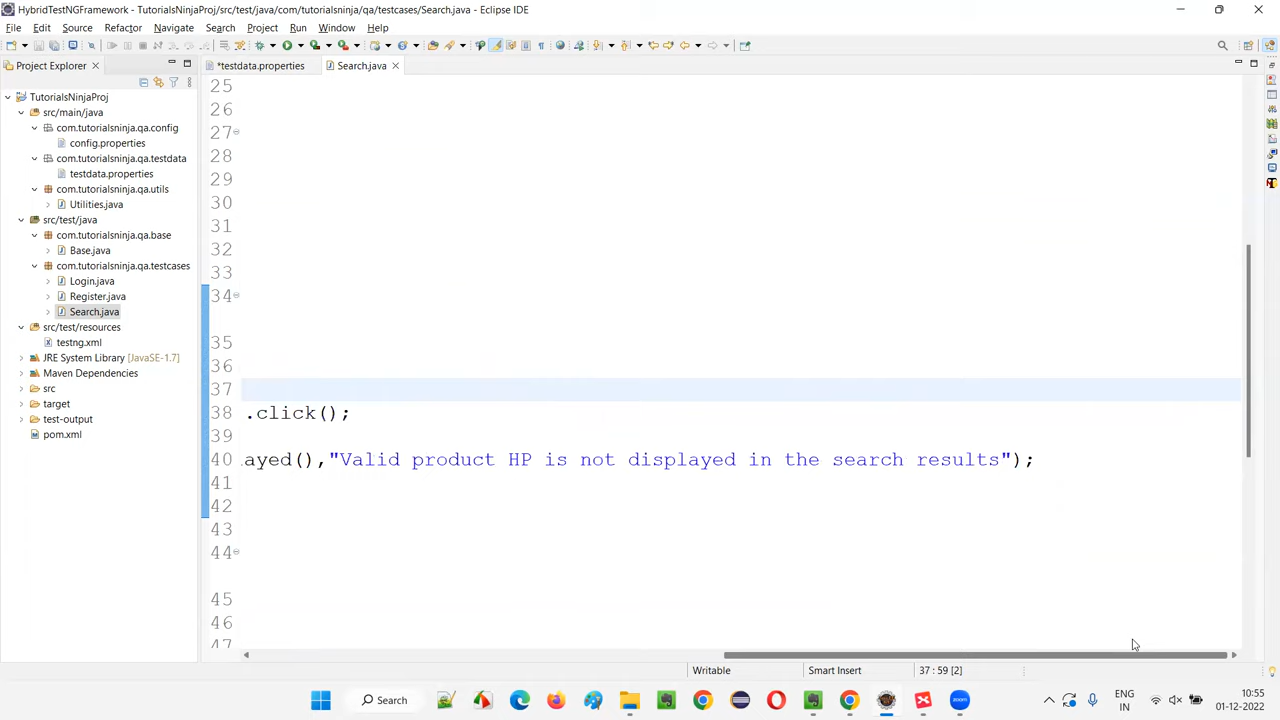 HybridTestNGFramework - TutorialsNinjaProj/src/test/java/com/tutorialsninja/qa/testcases/Search.java - Eclipse IDE
File Edit Source Refactor Navigate Search Project Run Window Help
Project Explorer
*testdata.properties
Search.java
TutorialsNinjaProj
src/main/java
com.tutorialsninja.qa.config
config.properties
com.tutorialsninja.qa.testdata
testdata.properties
com.tutorialsninja.qa.utils
Utilities.java
src/test/java
com.tutorialsninja.qa.base
Base.java
com.tutorialsninja.qa.testcases
Login.java
Register.java
Search.java
src/test/resources
testng.xml
JRE System Library [JavaSE-1.7]
Maven Dependencies
src
target
test-output
pom.xml
25
26
27
28
29
30
31
32
33
34
35
36
37
38 .click();
39
40 ayed(),"Valid product HP is not displayed in the search results");
41
42
43
44
45
46
47
Writable
Smart Insert
37 : 59 [2]
Search
ENG
IN
10:55
01-12-2022